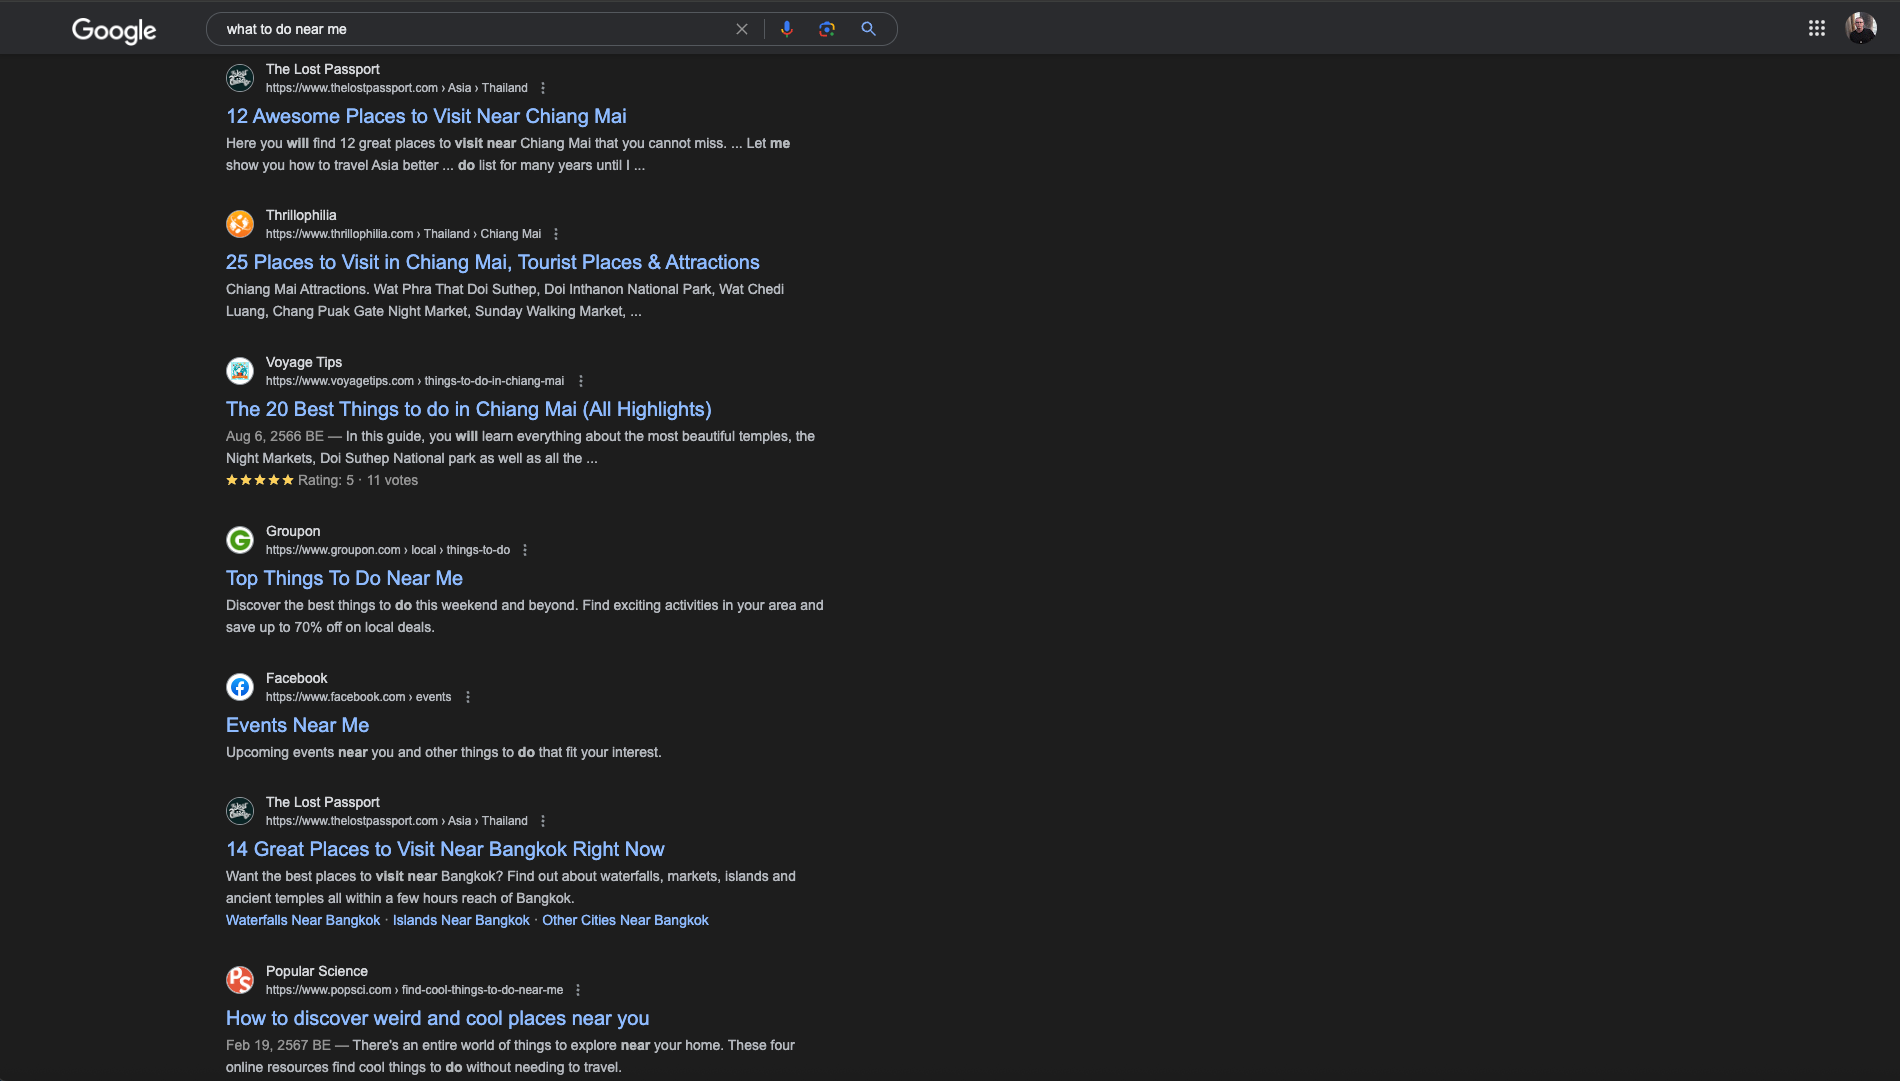 Google
what to do near me
The Lost Passport
https://www.thelostpassport.com › Asia › Thailand
12 Awesome Places to Visit Near Chiang Mai
Here you will find 12 great places to visit near Chiang Mai that you cannot miss. ... Let me
show you how to travel Asia better ... do list for many years until I ...
Thrillophilia
https://www.thrillophilia.com › Thailand › Chiang Mai
25 Places to Visit in Chiang Mai, Tourist Places & Attractions
Chiang Mai Attractions. Wat Phra That Doi Suthep, Doi Inthanon National Park, Wat Chedi
Luang, Chang Puak Gate Night Market, Sunday Walking Market, ...
Voyage Tips
https://www.voyagetips.com › things-to-do-in-chiang-mai
The 20 Best Things to do in Chiang Mai (All Highlights)
Aug 6, 2566 BE — In this guide, you will learn everything about the most beautiful temples, the
Night Markets, Doi Suthep National park as well as all the ...
Rating: 5 · 11 votes
G
Groupon
https://www.groupon.com › local › things-to-do
Top Things To Do Near Me
Discover the best things to do this weekend and beyond. Find exciting activities in your area and
save up to 70% off on local deals.
Facebook
https://www.facebook.com › events
Events Near Me
Upcoming events near you and other things to do that fit your interest.
The Lost Passport
https://www.thelostpassport.com › Asia › Thailand
14 Great Places to Visit Near Bangkok Right Now
Want the best places to visit near Bangkok? Find out about waterfalls, markets, islands and
ancient temples all within a few hours reach of Bangkok.
Waterfalls Near Bangkok · Islands Near Bangkok · Other Cities Near Bangkok
PS
Popular Science
https://www.popsci.com › find-cool-things-to-do-near-me
How to discover weird and cool places near you
Feb 19, 2567 BE — There's an entire world of things to explore near your home. These four
online resources find cool things to do without needing to travel.